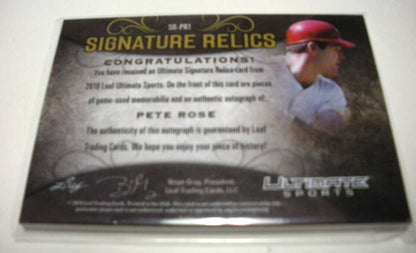 SR-PR1
SIGNATURE RELICS
CONGRATULATIONS!
You have received an Ultimate Signature Relics card from
2019 Leaf Ultimate Sports. On the front of this card are pieces
of game-used memorabilia and an authentic autograph of:
PETE ROSE
The authenticity of this autograph is guaranteed by Leaf
Trading Cards. We hope you enjoy your piece of history!
Leaf
Brian Gray, President,
Leaf Trading Cards, LLC
ULTIMATE
SPORTS